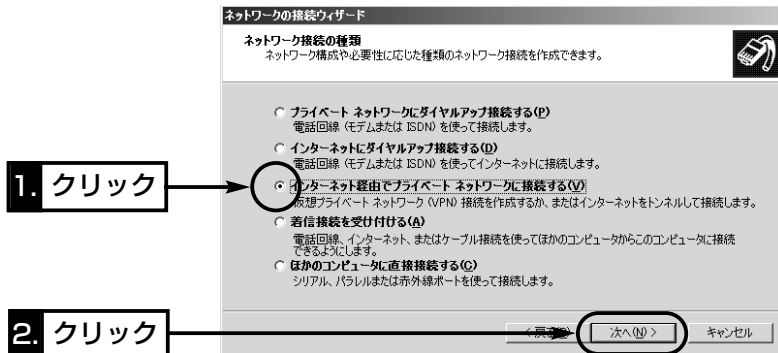 ネットワークの接続ウィザード
ネットワーク接続の種類
ネットワーク構成や必要性に応じた種類のネットワーク接続を作成できます。
プライベート ネットワークにダイヤルアップ接続する(P)
電話回線 (モデムまたは ISDN) を使って接続します。
インターネットにダイヤルアップ接続する(D)
電話回線 (モデムまたは ISDN) を使ってインターネットに接続します。
1. クリック
インターネット経由でプライベート ネットワークに接続する(V)
仮想プライベート ネットワーク (VPN) 接続を作成するか、またはインターネットをトンネルして接続します。
着信接続を受け付ける(A)
電話回線、インターネット、またはケーブル接続を使ってほかのコンピュータからこのコンピュータに接続
できるようにします。
ほかのコンピュータに直接接続する(C)
シリアル、パラレルまたは赤外線ポートを使って接続します。
2. クリック
< 戻る(B) 次へ(N) > キャンセル